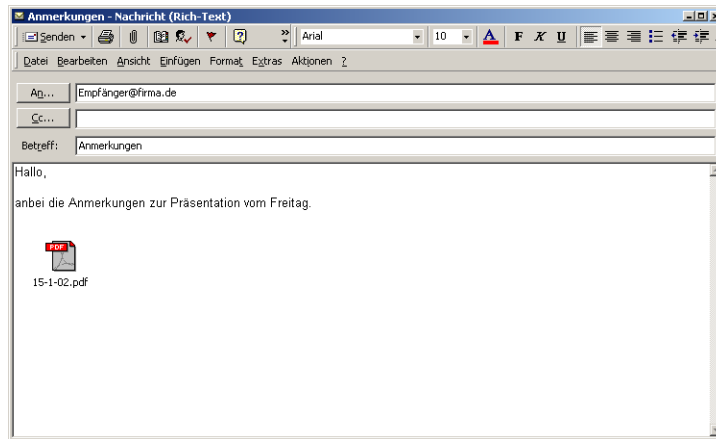 Anmerkungen - Nachricht (Rich-Text)
Senden Arial 10 F K U
Datei Bearbeiten Ansicht Einfügen Format Extras Aktionen ?
An... Empfänger@firma.de
Cc...
Betreff: Anmerkungen
Hallo,
anbei die Anmerkungen zur Präsentation vom Freitag.
PDF
15-1-02.pdf